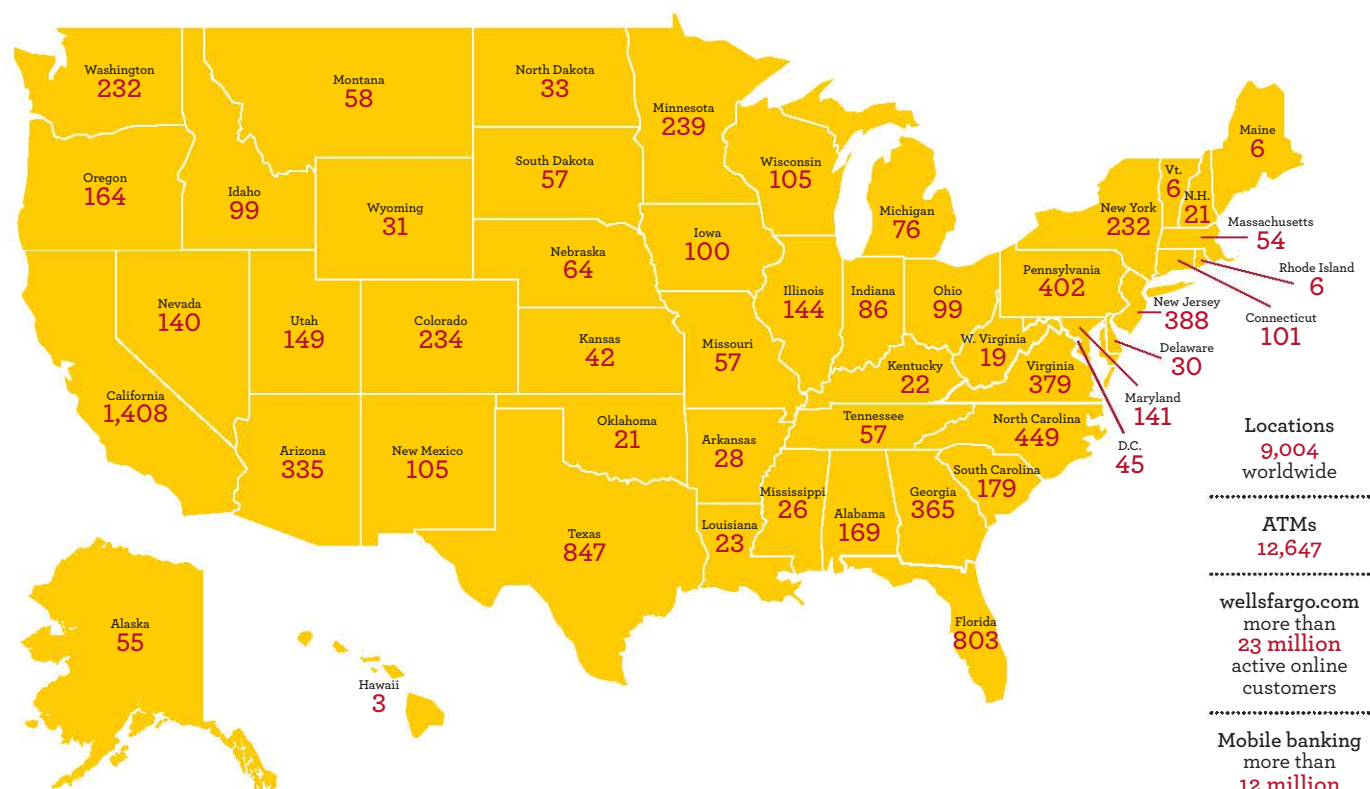 Washington
232
Montana
58
North Dakota
33
Minnesota
239
Maine
6
Oregon
164
Idaho
99
Wyoming
31
South Dakota
57
Wisconsin
105
Michigan
76
Vt.
6
N.H.
21
New York
232
Massachusetts
54
Rhode Island
6
Connecticut
101
Nebraska
64
Iowa
100
Illinois
144
Indiana
86
Ohio
99
Pennsylvania
402
New Jersey
388
Delaware
30
Maryland
141
D.C.
45
Nevada
140
Utah
149
Colorado
234
Kansas
42
Missouri
57
Kentucky
22
W. Virginia
19
Virginia
379
California
1,408
Arizona
335
New Mexico
105
Oklahoma
21
Arkansas
28
Tennessee
57
North Carolina
449
South Carolina
179
Texas
847
Louisiana
23
Mississippi
26
Alabama
169
Georgia
365
Florida
803
Alaska
55
Hawaii
3
Locations
9,004
worldwide
ATMs
12,647
wellsfargo.com
more than
23 million
active online
customers
Mobile banking
more than
12 million